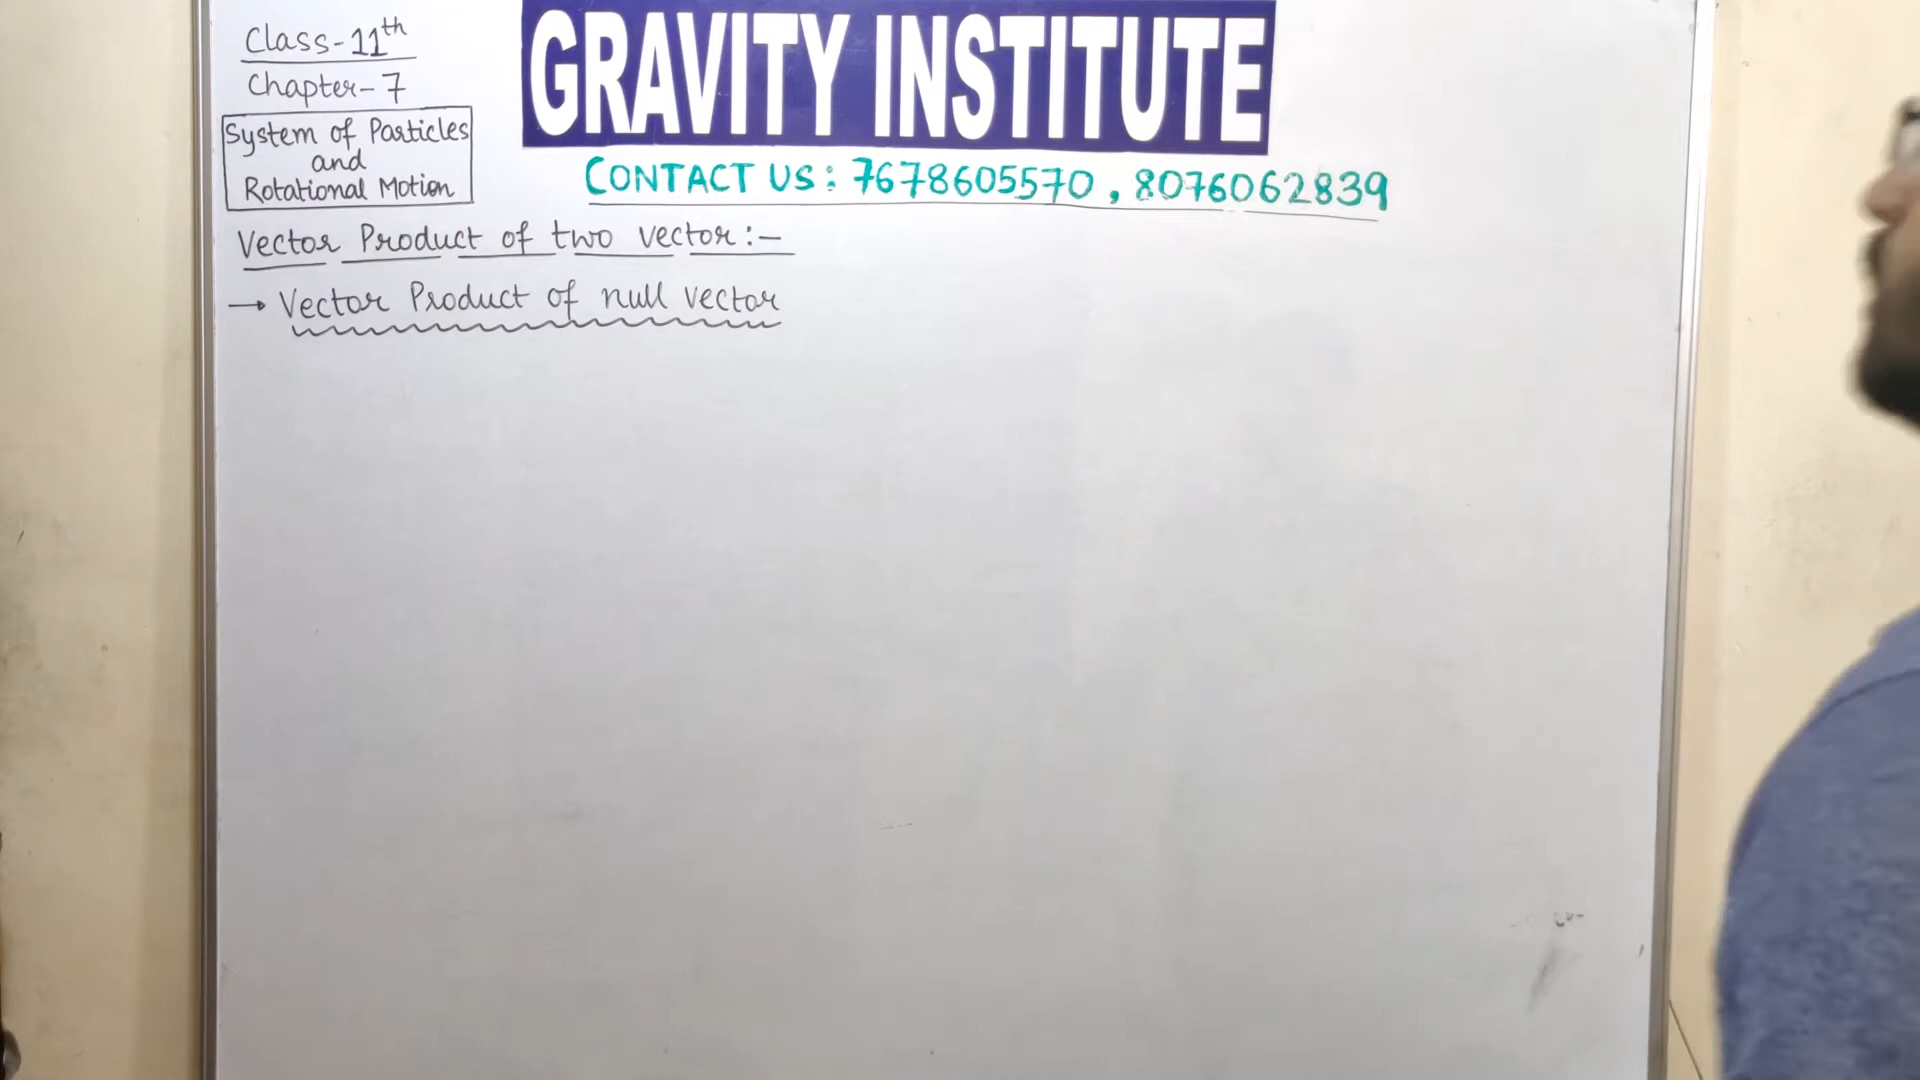 Class-11th
Chapter-7
System of Particles
and
Rotational Motion
GRAVITY INSTITUTE
CONTACT US: 7678605570, 8076062839
Vector Product of two vector:-
→ Vector Product of null vector